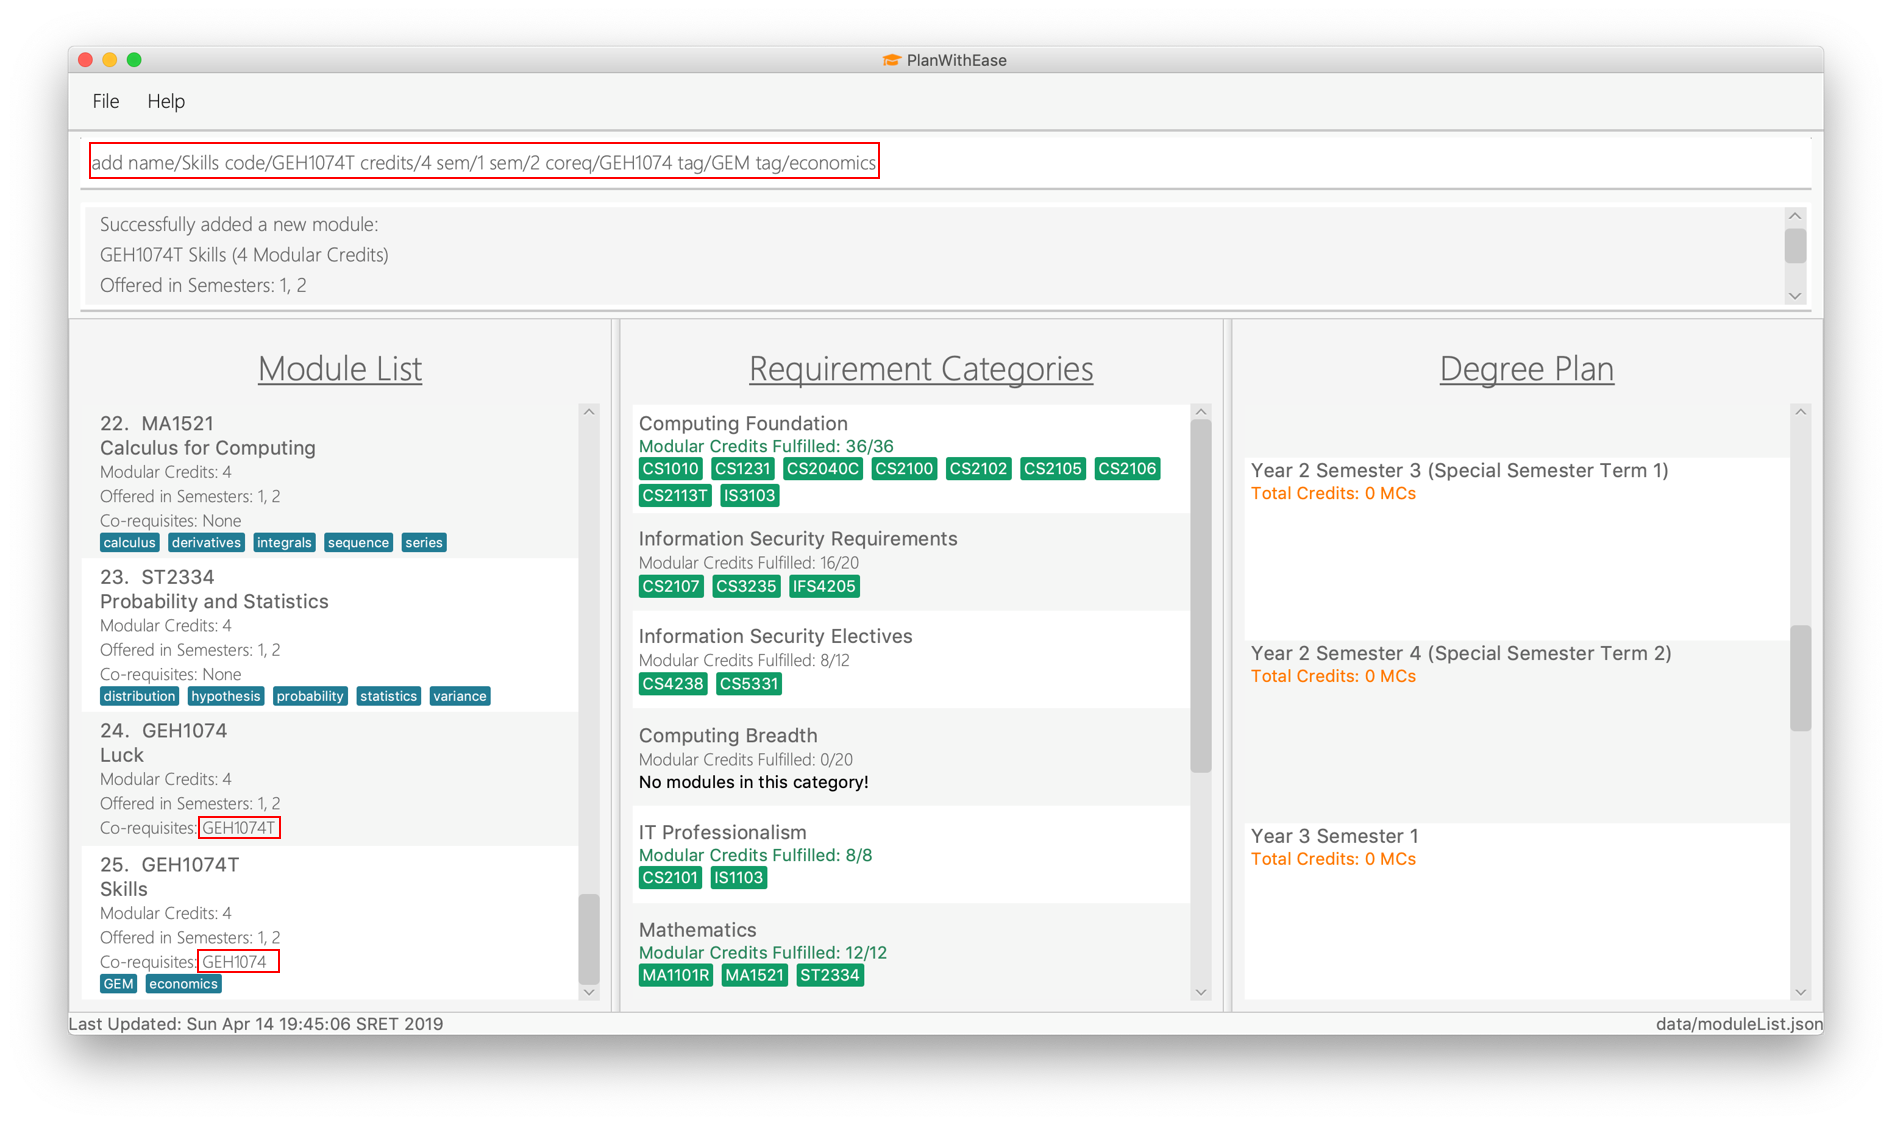 PlanWithEase
File Help
add name/Skills code/GEH1074T credits/4 sem/1 sem/2 coreq/GEH1074 tag/GEM tag/economics
Successfully added a new module:
GEH1074T Skills (4 Modular Credits)
Offered in Semesters: 1, 2
Module List
22. MA1521
Calculus for Computing
Modular Credits: 4
Offered in Semesters: 1, 2
Co-requisites: None
calculus derivatives integrals sequence series
23. ST2334
Probability and Statistics
Modular Credits: 4
Offered in Semesters: 1, 2
Co-requisites: None
distribution hypothesis probability statistics variance
24. GEH1074
Luck
Modular Credits: 4
Offered in Semesters: 1, 2
Co-requisites: GEH1074T
25. GEH1074T
Skills
Modular Credits: 4
Offered in Semesters: 1, 2
Co-requisites: GEH1074
GEM economics
Requirement Categories
Computing Foundation
Modular Credits Fulfilled: 36/36
CS1010 CS1231 CS2040C CS2100 CS2102 CS2105 CS2106
CS2113T IS3103
Information Security Requirements
Modular Credits Fulfilled: 16/20
CS2107 CS3235 IFS4205
Information Security Electives
Modular Credits Fulfilled: 8/12
CS4238 CS5331
Computing Breadth
Modular Credits Fulfilled: 0/20
No modules in this category!
IT Professionalism
Modular Credits Fulfilled: 8/8
CS2101 IS1103
Mathematics
Modular Credits Fulfilled: 12/12
MA1101R MA1521 ST2334
Degree Plan
Year 2 Semester 3 (Special Semester Term 1)
Total Credits: 0 MCs
Year 2 Semester 4 (Special Semester Term 2)
Total Credits: 0 MCs
Year 3 Semester 1
Total Credits: 0 MCs
Last Updated: Sun Apr 14 19:45:06 SRET 2019
data/moduleList.json